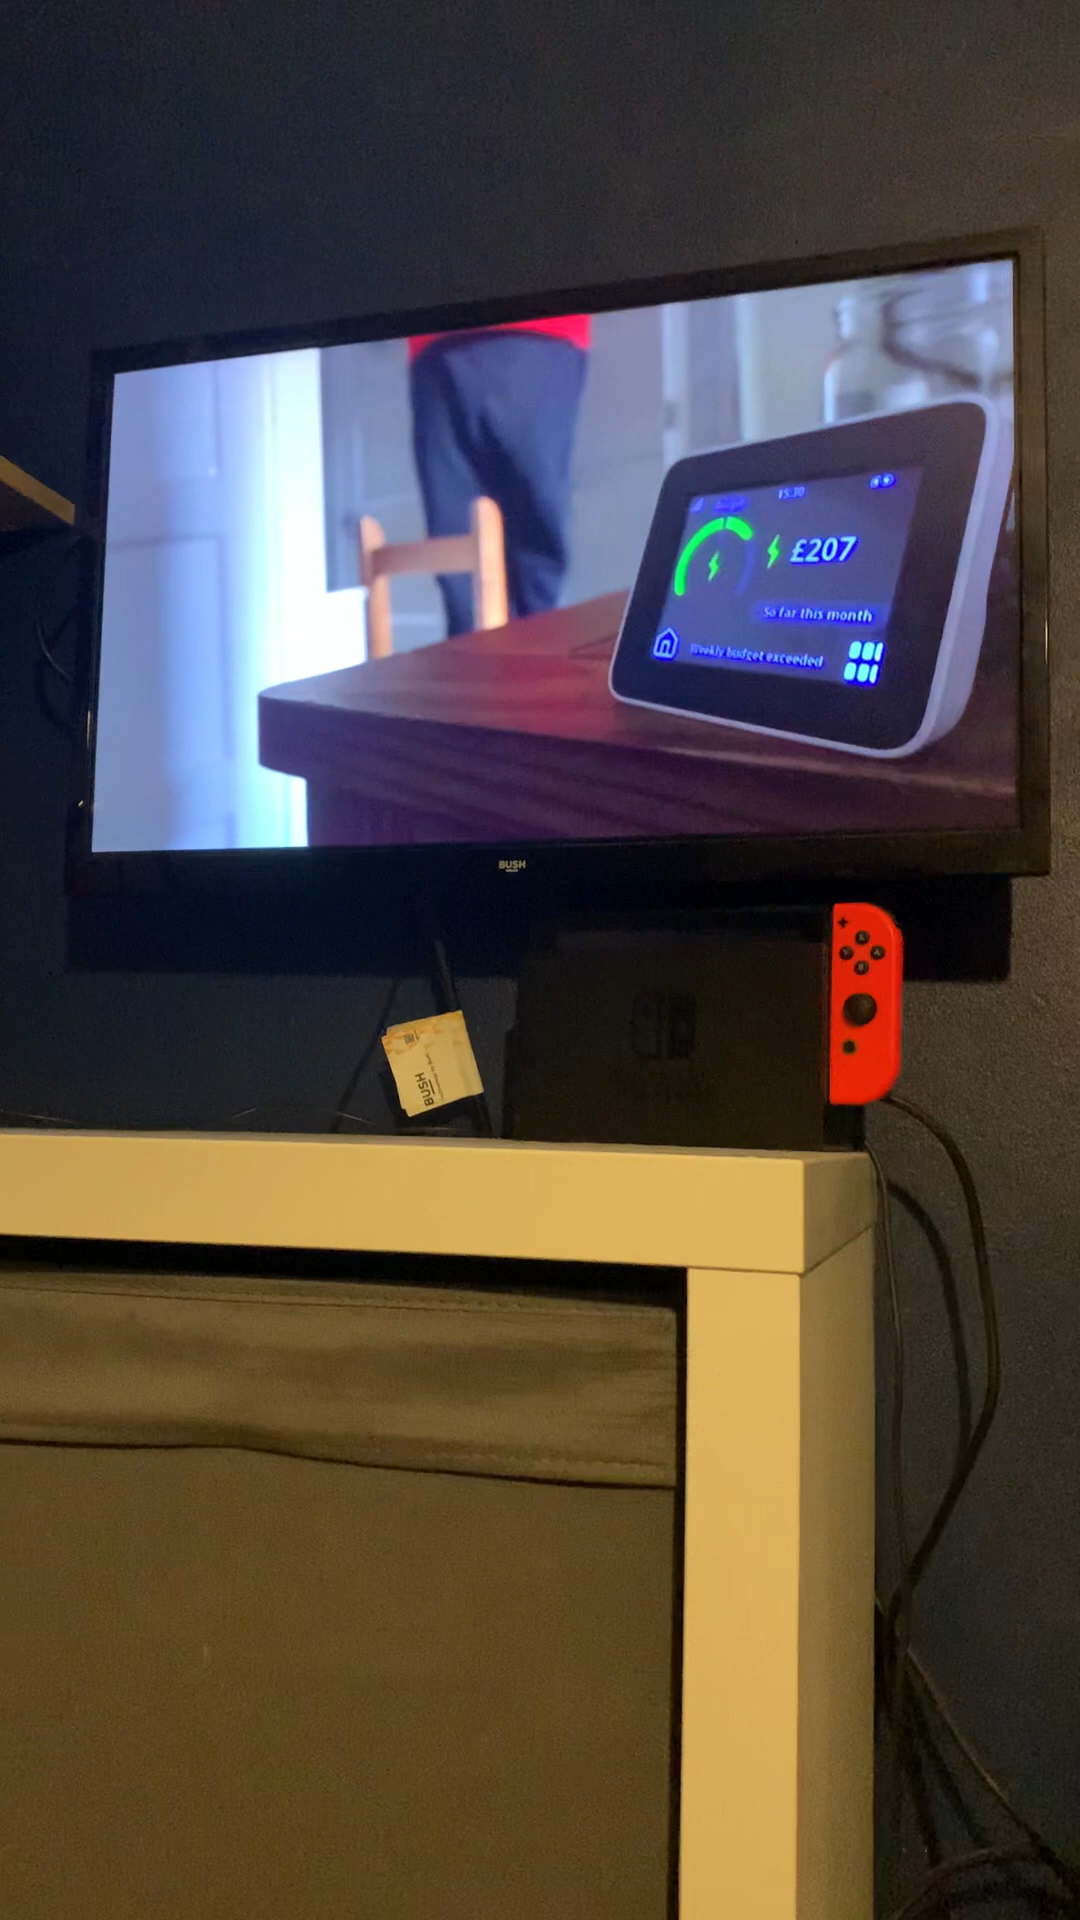 15:30
£207
So far this month
Weekly budget exceeded
BUSH
BUSH
+
X
Y
A
B